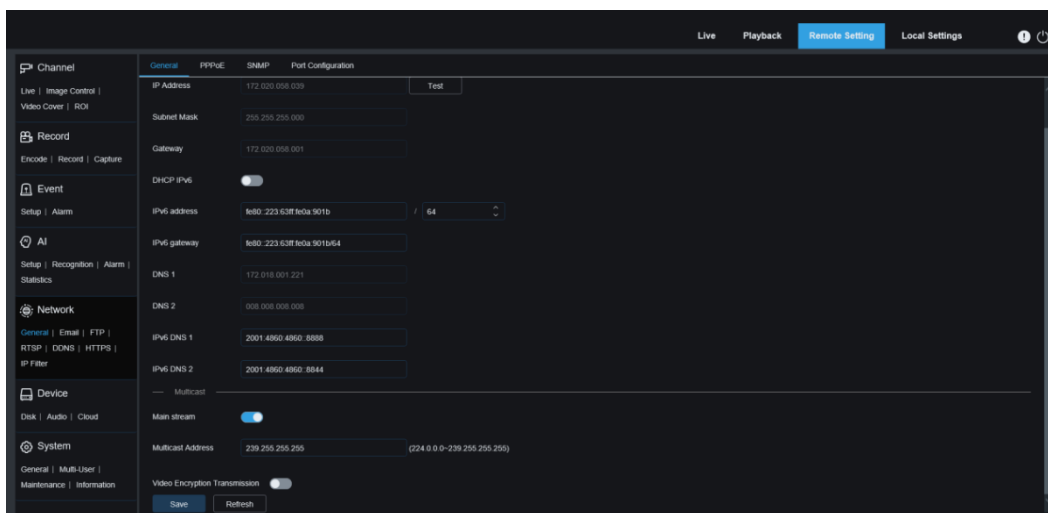 Live Playback Remote Setting Local Settings
Channel
Live | Image Control |
Video Cover | ROI
Record
Encode | Record | Capture
Event
Setup | Alarm
AI
Setup | Recognition | Alarm |
Statistics
Network
General | Email | FTP |
RTSP | DDNS | HTTPS |
IP Filter
Device
Disk | Audio | Cloud
System
General | Multi-User |
Maintenance | Information
General PPPoE SNMP Port Configuration
IP Address 172.020.058.039 Test
Subnet Mask 255.255.255.000
Gateway 172.020.058.001
DHCP IPv6
IPv6 address fe80::223:63ff:fe0a:901b / 64
IPv6 gateway fe80::223:63ff:fe0a:901b/64
DNS 1 172.018.001.221
DNS 2 008.008.008.008
IPv6 DNS 1 2001:4860:4860::8888
IPv6 DNS 2 2001:4860:4860::8844
Multicast
Main stream
Multicast Address 239.255.255.255 (224.0.0.0~239.255.255.255)
Video Encryption Transmission
Save Refresh